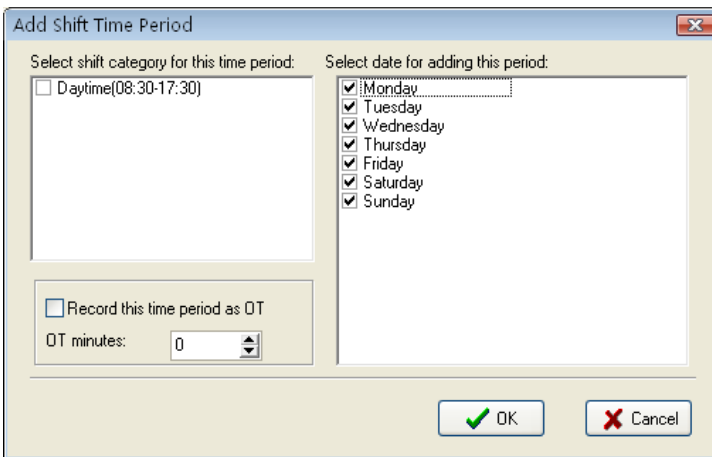 Add Shift Time Period
Select shift category for this time period:
Daytime(08:30-17:30)
Select date for adding this period:
Monday
Tuesday
Wednesday
Thursday
Friday
Saturday
Sunday
Record this time period as OT
OT minutes: 0
OK Cancel